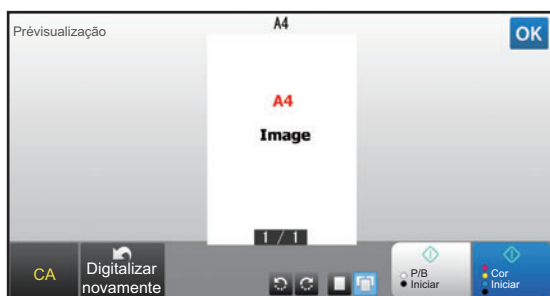 A4
Prévisualização
OK
A4
Image
1 / 1
CA
Digitalizar
novamente
P/B
Iniciar
Cor
Iniciar